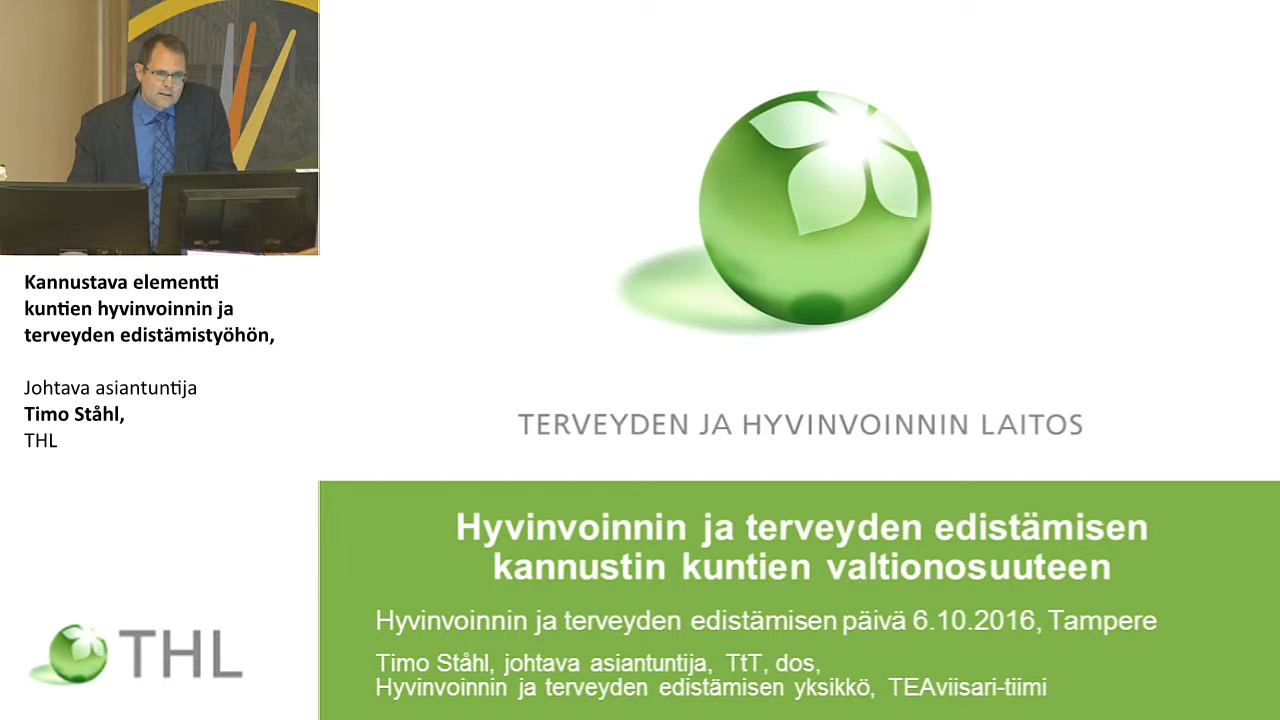 Kannustava elementti
kuntien hyvinvoinnin ja
terveyden edistämistyöhön,
Johtava asiantuntija
Timo Ståhl,
THL
THL
TERVEYDEN JA HYVINVOINNIN LAITOS
Hyvinvoinnin ja terveyden edistämisen
kannustin kuntien valtionosuuteen
Hyvinvoinnin ja terveyden edistämisen päivä 6.10.2016, Tampere
Timo Ståhl, johtava asiantuntija, TtT, dos,
Hyvinvoinnin ja terveyden edistämisen yksikkö, TEAviisari-tiimi